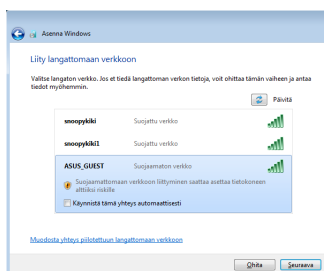 Asenna Windows
Liity langattomaan verkkoon
Valitse langaton verkko. Jos et tiedä langattoman verkon tietoja, voit ohittaa tämän vaiheen ja antaa
tiedot myöhemmin.
Päivitä
snoopykiki Suojattu verkko
snoopykiki1 Suojattu verkko
ASUS_GUEST Suojaamaton verkko
Suojaamattomaan verkkoon liittyminen saattaa asettaa tietokoneen
alttiiksi riskille
Käynnistä tämä yhteys automaattisesti
Muodosta yhteys piilotettuun langattomaan verkkoon
Ohita Seuraava